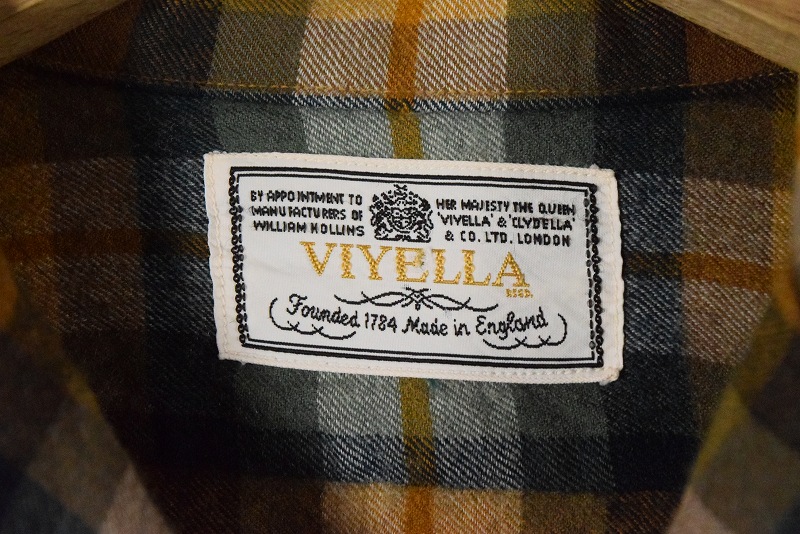 BY APPOINTMENT TO HER MAJESTY THE QUEEN
MANUFACTURERS OF 'VIYELLA' & 'CLYDELLA'
WILLIAM HOLLINS & CO. LTD. LONDON
VIYELLA
REGD.
Founded 1784 Made in England